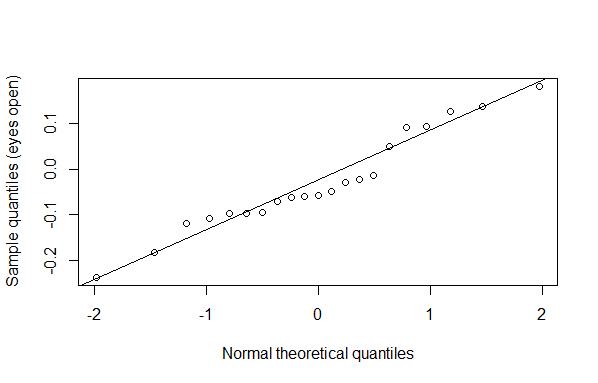 Sample quantiles (eyes open)
0.1
0.0
-0.1
-0.2
-2 -1 0 1 2
Normal theoretical quantiles